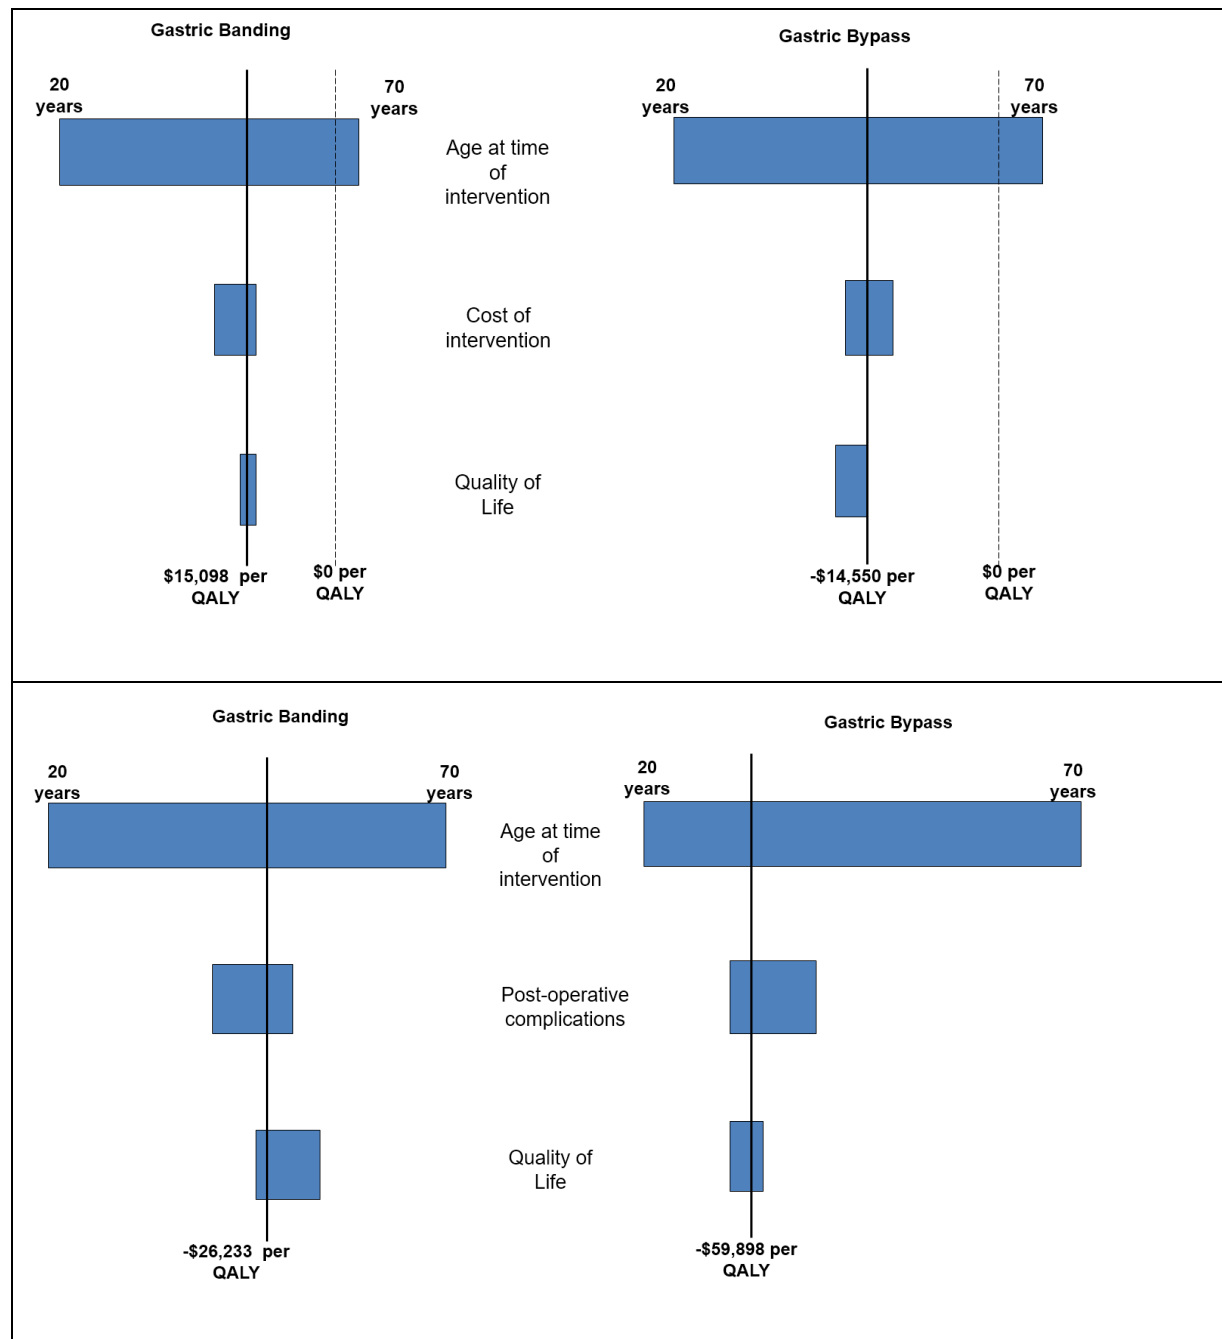 Gastric Banding
Gastric Bypass
20
years
70
years
20
years
70
years
Age at time
of
intervention
Cost of
intervention
Quality of
Life
$15,098  per
QALY
$0 per
QALY
-$14,550 per
QALY
$0 per
QALY
Gastric Banding
Gastric Bypass
20
years
70
years
20
years
70
years
Age at time
of
intervention
Post-operative
complications
Quality of
Life
-$26,233  per
QALY
-$59,898 per
QALY